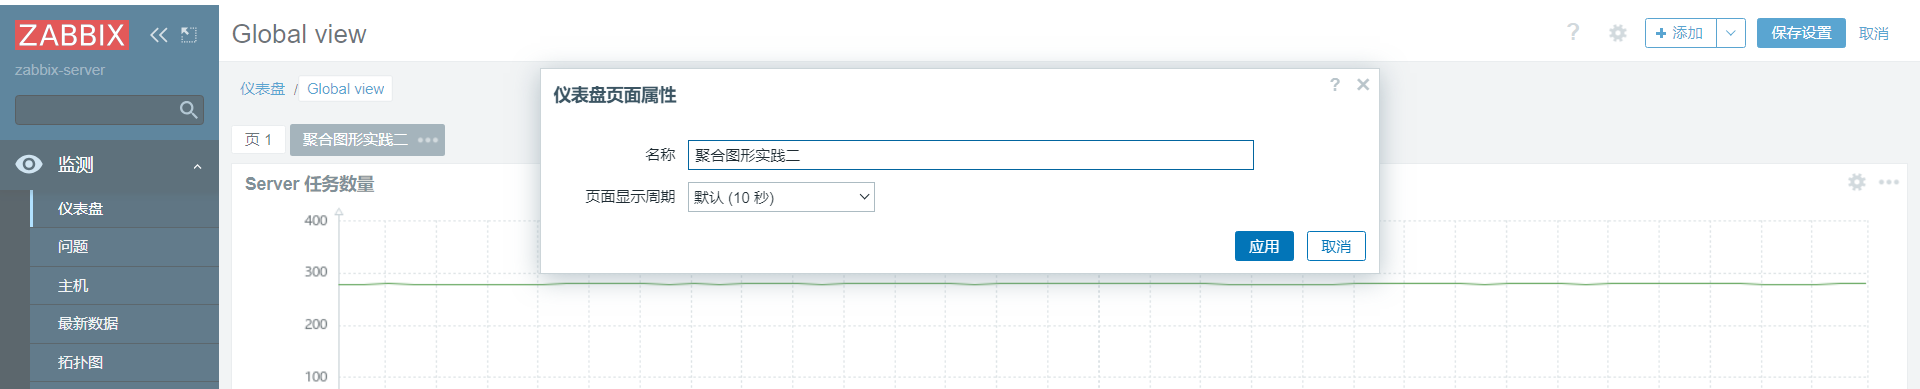 ZABBIX
zabbix-server
监测
仪表盘
问题
主机
最新数据
拓扑图
Global view
? 添加 保存设置 取消
仪表盘 / Global view
页 1 聚合图形实践二
Server 任务数量
400
300
200
100
仪表盘页面属性
?
名称 聚合图形实践二
页面显示周期 默认 (10 秒)
应用 取消